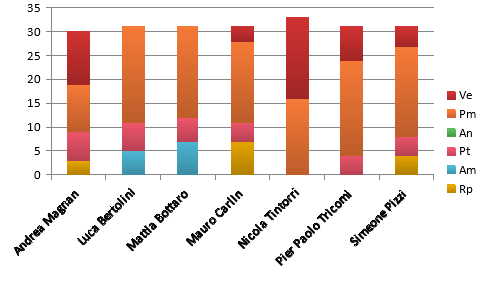 35
30
25
20
15
10
5
0
Ve
Pm
An
Pt
Am
Rp
Andrea Magnan
Luca Bertolini
Mattia Bottaro
Mauro Carlin
Nicola Tintorri
Pier Paolo Tricomi
Simeone Pizzi